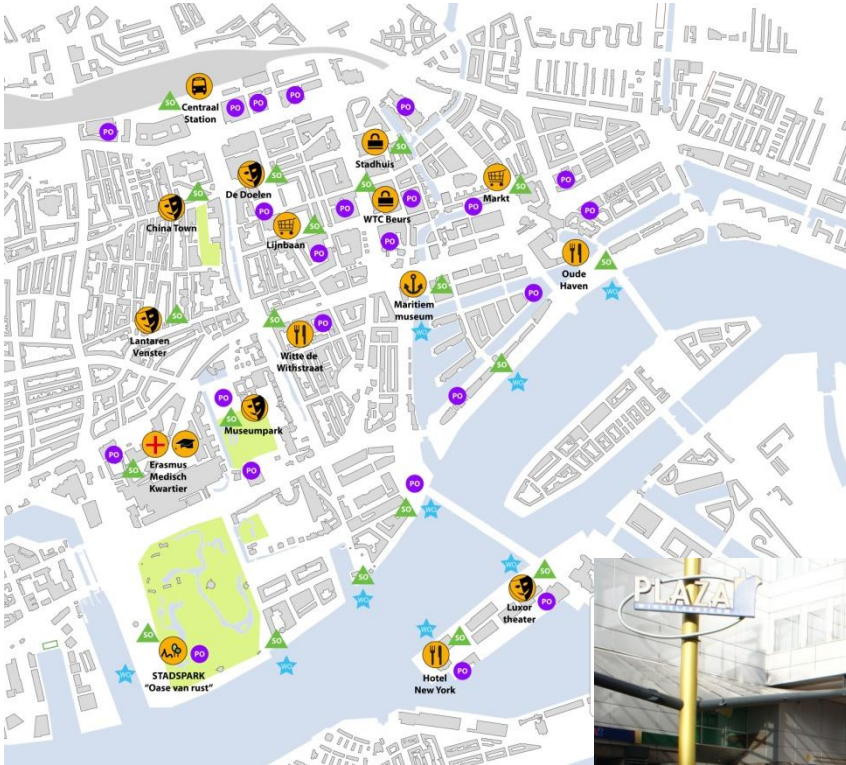 PO
SO
PO
PO
PO
Centraal
Station
PO
SO
Stadhuis
De Doelen
SO
SO
Markt
SO
PO
SO
China Town
PO
PO
WTC Beurs
PO
PO
PO
Lijnbaan
SO
PO
PO
Oude
Haven
SO
Maritiem
museum
SO
PO
WO
Lantaren
Venster
SO
SO
PO
Witte de
Withstraat
WO
SO
WO
PO
PO
SO
Museumpark
PO
SO
Erasmus
Medisch
Kwartier
PO
PO
SO
WO
SO
WO
WO
SO
Luxor
theater
PO
SO
STADSPARK
"Oase van rust"
PO
WO
SO
WO
WO
SO
Hotel
New York
PO
PLAZA